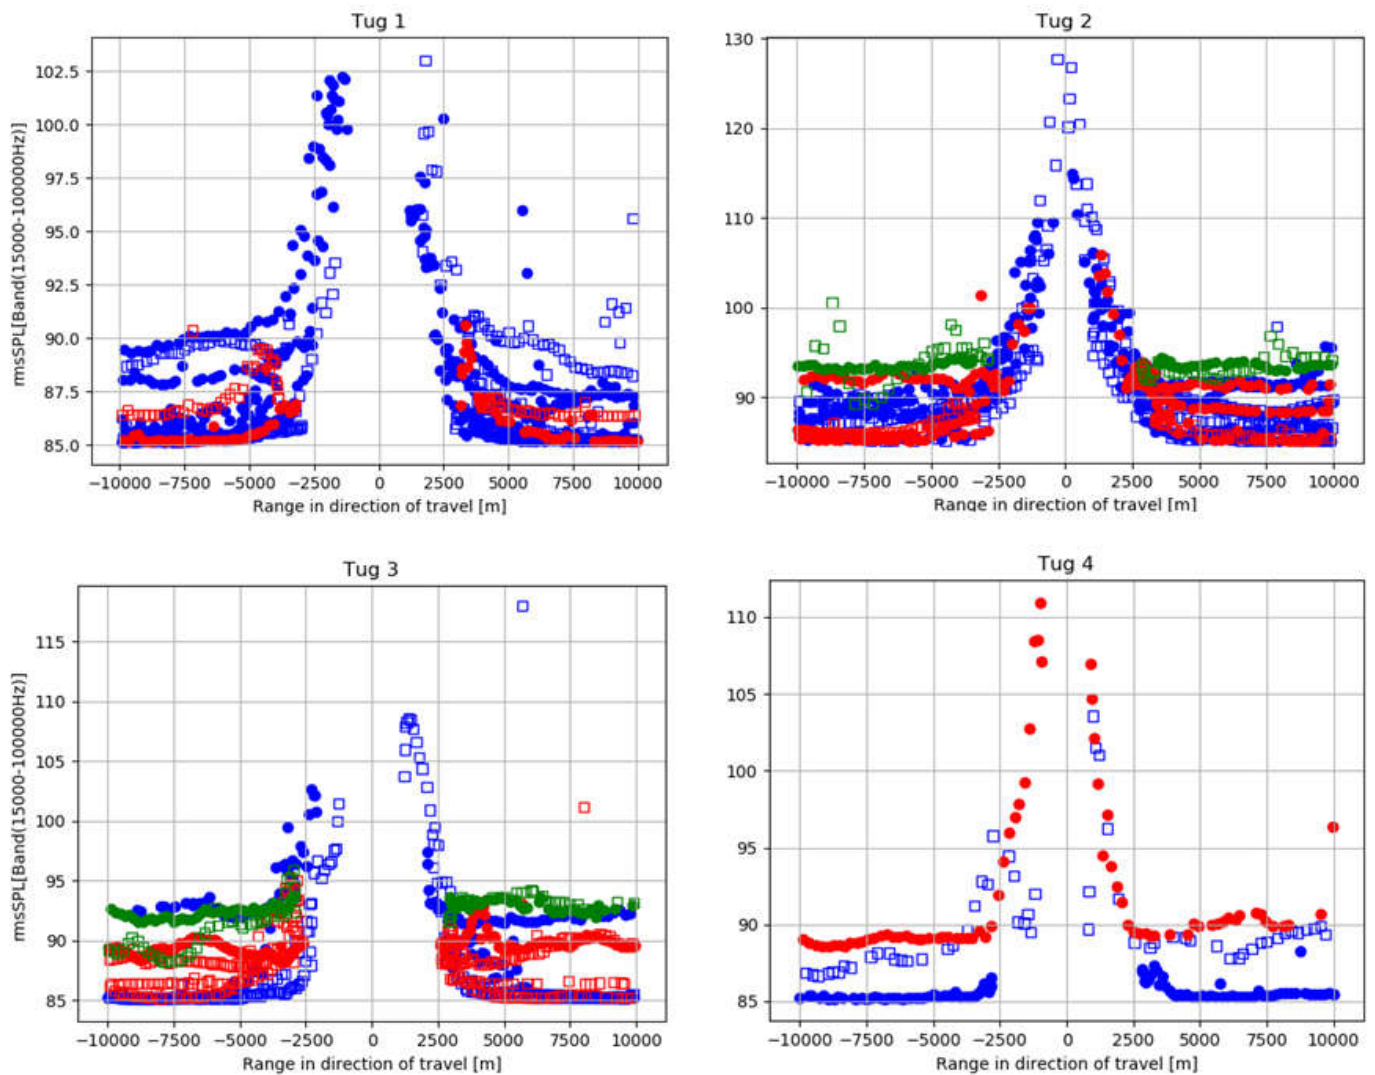 Tug 1
102.5
100.0
97.5
95.0
92.5
90.0
87.5
85.0
rmsSPL[Band(15000-100000Hz)]
−10000 −7500 −5000 −2500 0 2500 5000 7500 10000
Range in direction of travel [m]
Tug 2
130
120
110
100
90
−10000 −7500 −5000 −2500 0 2500 5000 7500 10000
Range in direction of travel [m]
Tug 3
115
110
105
100
95
90
85
rmsSPL[Band(15000-100000Hz)]
−10000 −7500 −5000 −2500 0 2500 5000 7500 10000
Range in direction of travel [m]
Tug 4
110
105
100
95
90
85
−10000 −7500 −5000 −2500 0 2500 5000 7500 10000
Range in direction of travel [m]